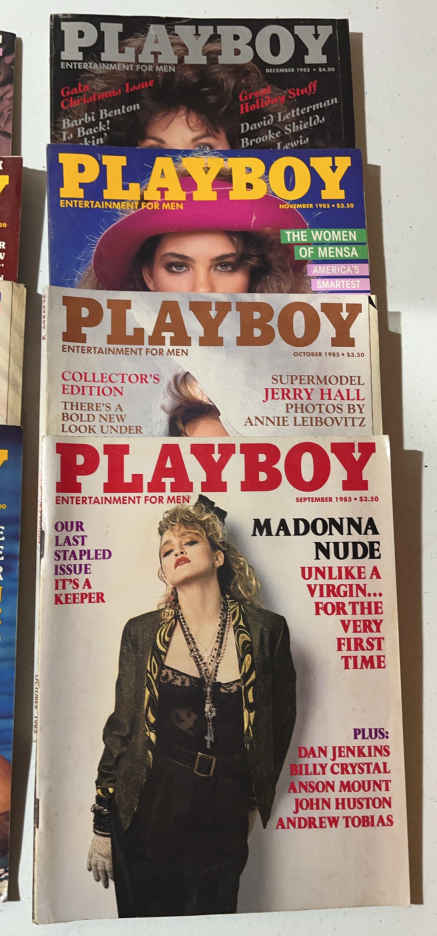 PLAYBOY
ENTERTAINMENT FOR MEN
DECEMBER 1985 • $4.00
Gala
Christmas Issue
Barbi Benton
Is Back!
Great
Holiday Stuff
David Letterman
Brooke Shields
Lewis
PLAYBOY
ENTERTAINMENT FOR MEN
NOVEMBER 1985 • $3.50
THE WOMEN
OF MENSA
AMERICA'S
SMARTEST
PLAYBOY
ENTERTAINMENT FOR MEN
OCTOBER 1985 • $3.50
COLLECTOR'S
EDITION
THERE'S A
BOLD NEW
LOOK UNDER
SUPERMODEL
JERRY HALL
PHOTOS BY
ANNIE LEIBOVITZ
PLAYBOY
ENTERTAINMENT FOR MEN
SEPTEMBER 1985 • $3.50
OUR
LAST
STAPLED
ISSUE
IT'S A
KEEPER
MADONNA
NUDE
UNLIKE A
VIRGIN...
FOR THE
VERY
FIRST
TIME
PLUS:
DAN JENKINS
BILLY CRYSTAL
ANSON MOUNT
JOHN HUSTON
ANDREW TOBIAS